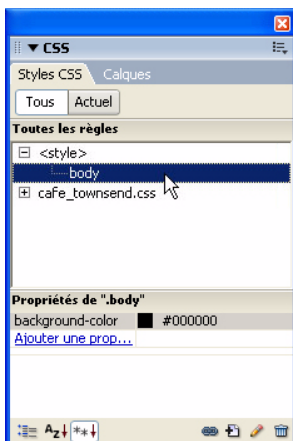 CSS
Styles CSS Calques
Tous Actuel
Toutes les règles
<style>
body
cafe_townsend.css
Propriétés de ".body"
background-color #000000
Ajouter une prop...